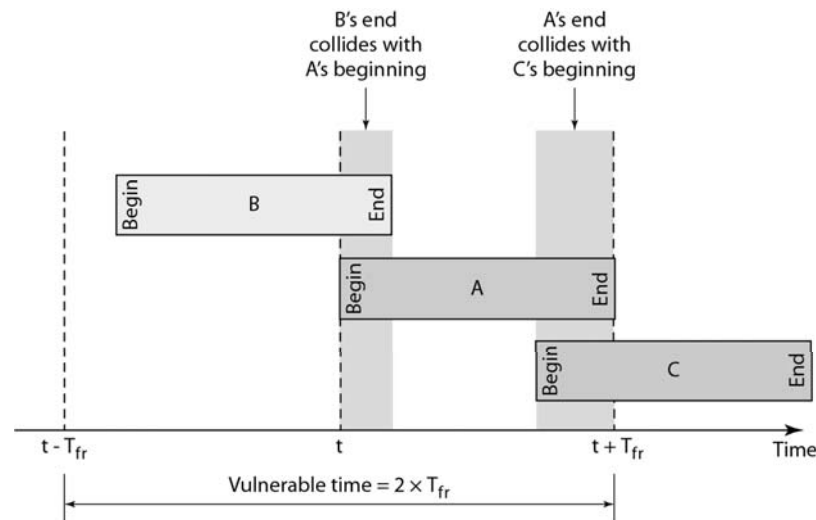 B's end
collides with
A's beginning
A's end
collides with
C's beginning
Begin
B
End
Begin
A
End
Begin
C
End
t - Tfr
t
t + Tfr
Time
Vulnerable time = 2 × Tfr